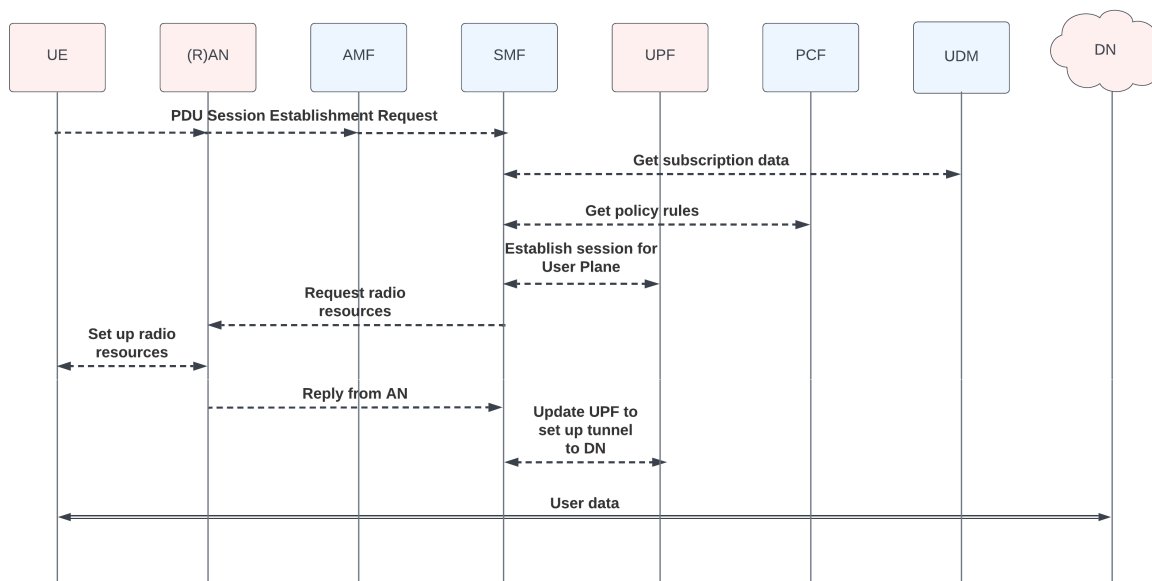 UE
(R)AN
AMF
SMF
UPF
PCF
UDM
DN
PDU Session Establishment Request
Get subscription data
Get policy rules
Establish session for
User Plane
Request radio
resources
Set up radio
resources
Reply from AN
Update UPF to
set up tunnel
to DN
User data